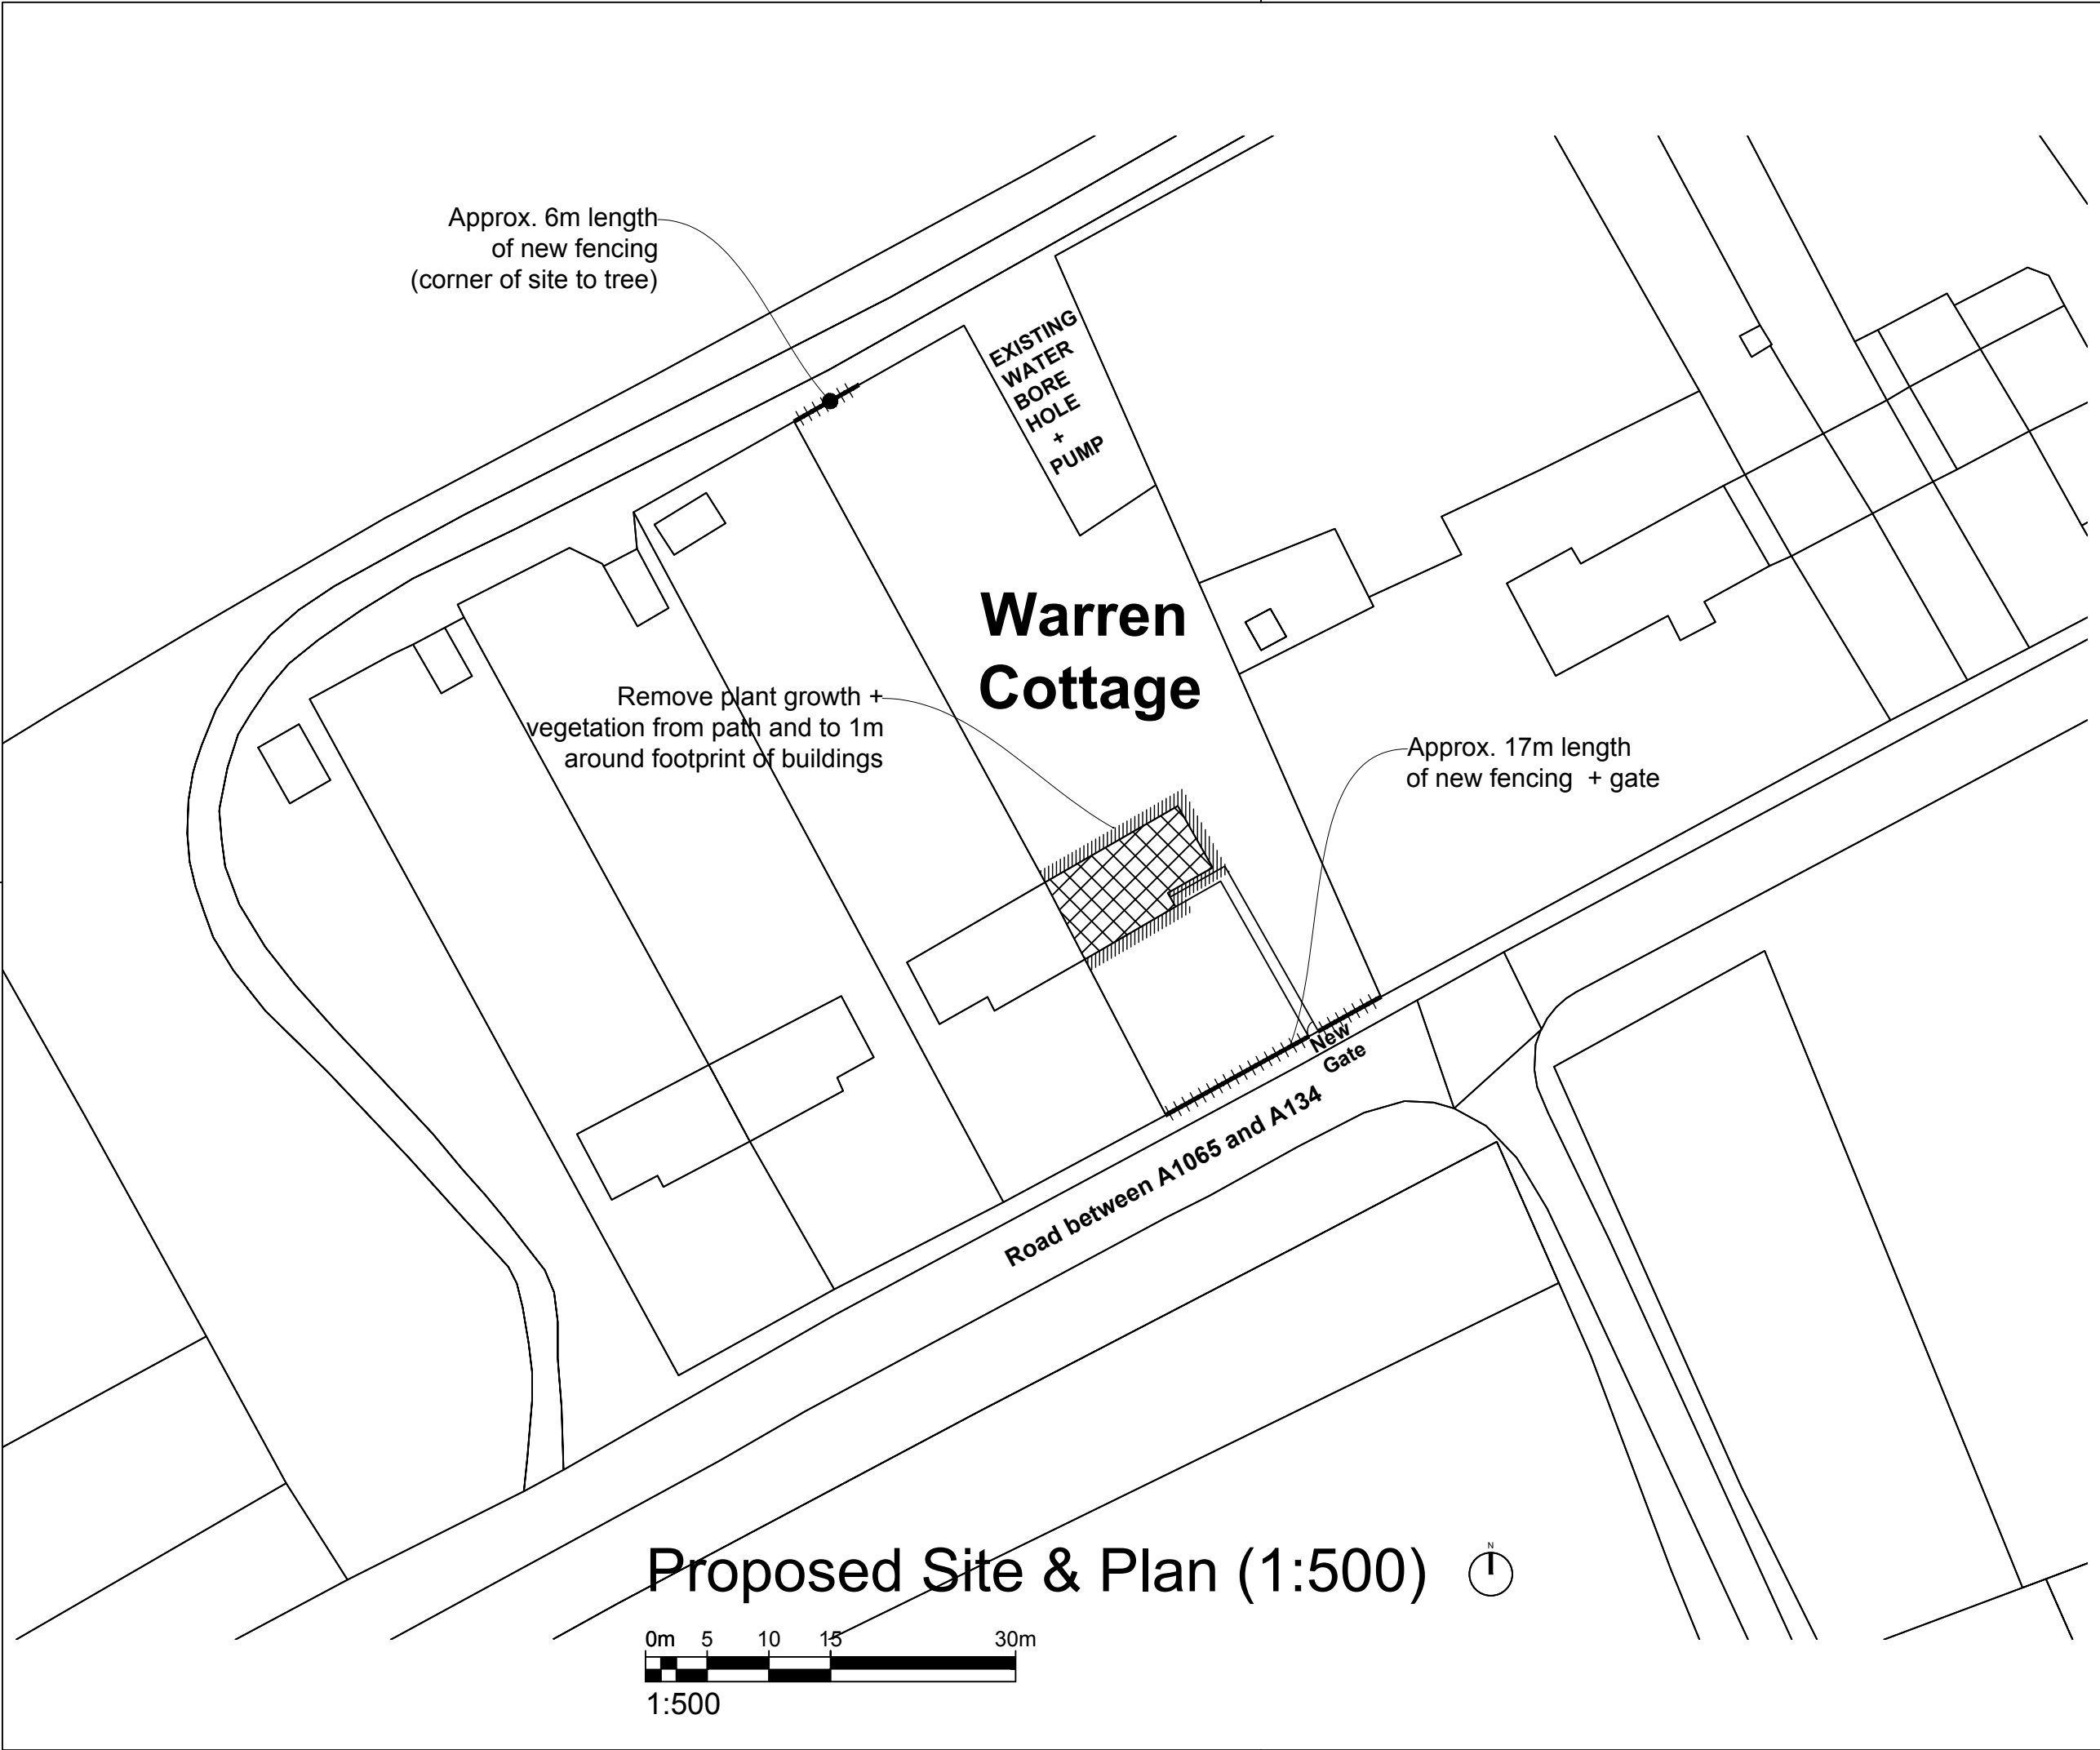 Approx. 6m length
of new fencing
(corner of site to tree)
EXISTING
WATER
BORE
HOLE
+
PUMP
Warren
Cottage
Remove plant growth +
vegetation from path and to 1m
around footprint of buildings
Approx. 17m length
of new fencing + gate
New
Gate
Road between A1065 and A134
Proposed Site & Plan (1:500)
N
0m 5 10 15 30m
1:500